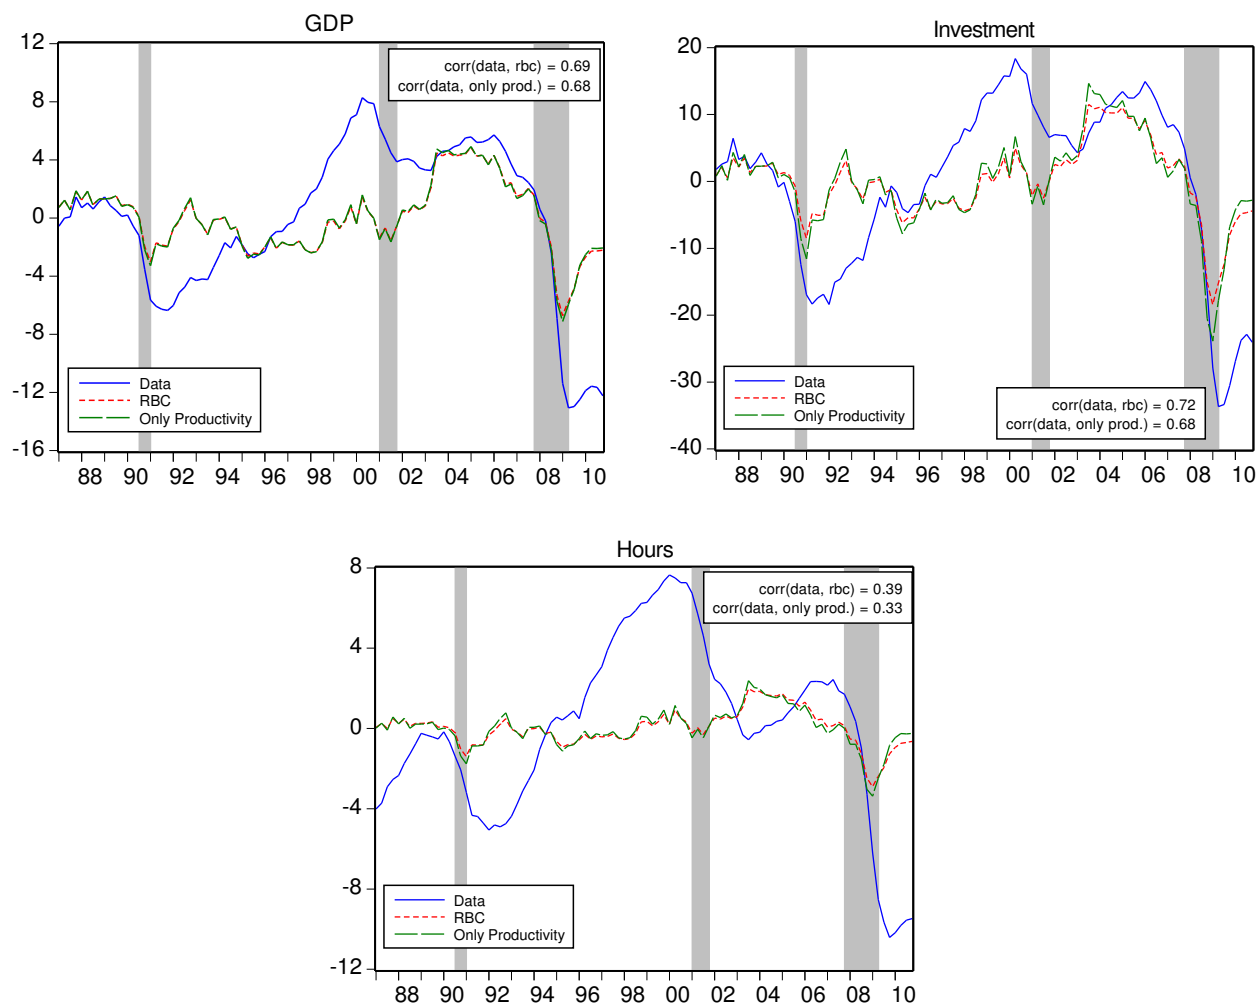 GDP
12
8
4
0
-4
-8
-12
-16
corr(data, rbc) = 0.69
corr(data, only prod.) = 0.68
Data
RBC
Only Productivity
88 90 92 94 96 98 00 02 04 06 08 10
Investment
20
10
0
-10
-20
-30
-40
Data
RBC
Only Productivity
corr(data, rbc) = 0.72
corr(data, only prod.) = 0.68
88 90 92 94 96 98 00 02 04 06 08 10
Hours
8
4
0
-4
-8
-12
corr(data, rbc) = 0.39
corr(data, only prod.) = 0.33
Data
RBC
Only Productivity
88 90 92 94 96 98 00 02 04 06 08 10